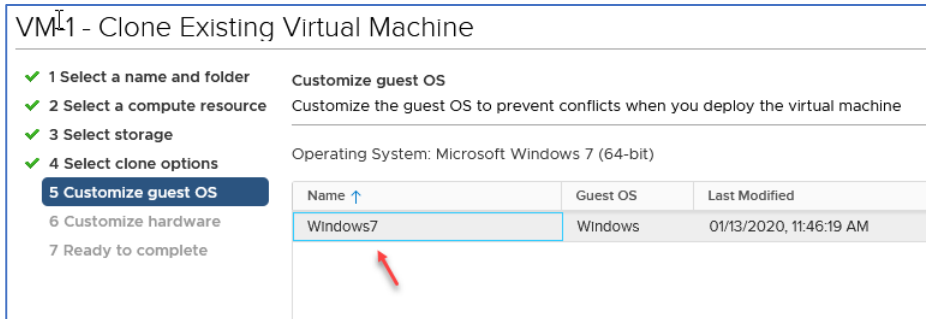 VM-1 - Clone Existing Virtual Machine
1 Select a name and folder
2 Select a compute resource
3 Select storage
4 Select clone options
5 Customize guest OS
6 Customize hardware
7 Ready to complete
Customize guest OS
Customize the guest OS to prevent conflicts when you deploy the virtual machine
Operating System: Microsoft Windows 7 (64-bit)
Name ↑ Guest OS Last Modified
Windows7 Windows 01/13/2020, 11:46:19 AM